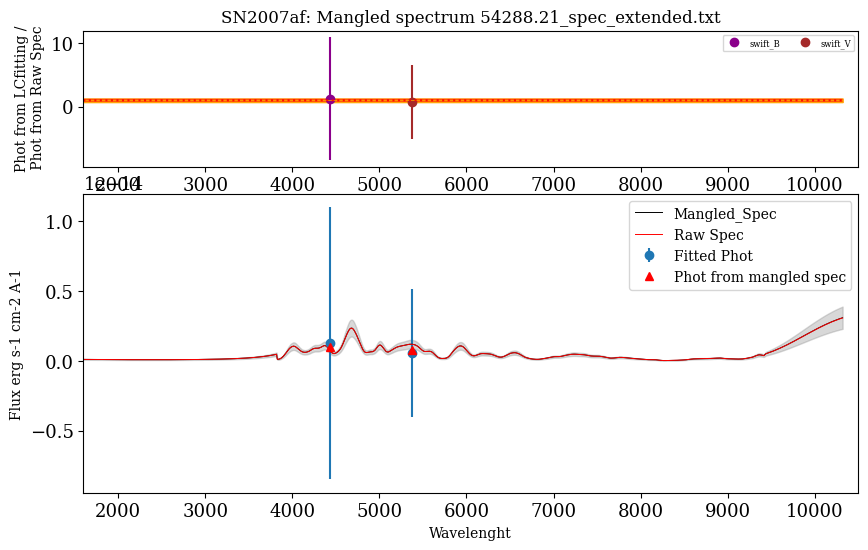 SN2007af: Mangled spectrum 54288.21_spec_extended.txt
Phot from LCfitting /
Phot from Raw Spec
10
0
swift_B
swift_V
2000 3000 4000 5000 6000 7000 8000 9000 10000
1e−14
Flux erg s-1 cm-2 A-1
1.0
0.5
0.0
−0.5
Mangled_Spec
Raw Spec
Fitted Phot
Phot from mangled spec
2000 3000 4000 5000 6000 7000 8000 9000 10000
Wavelenght